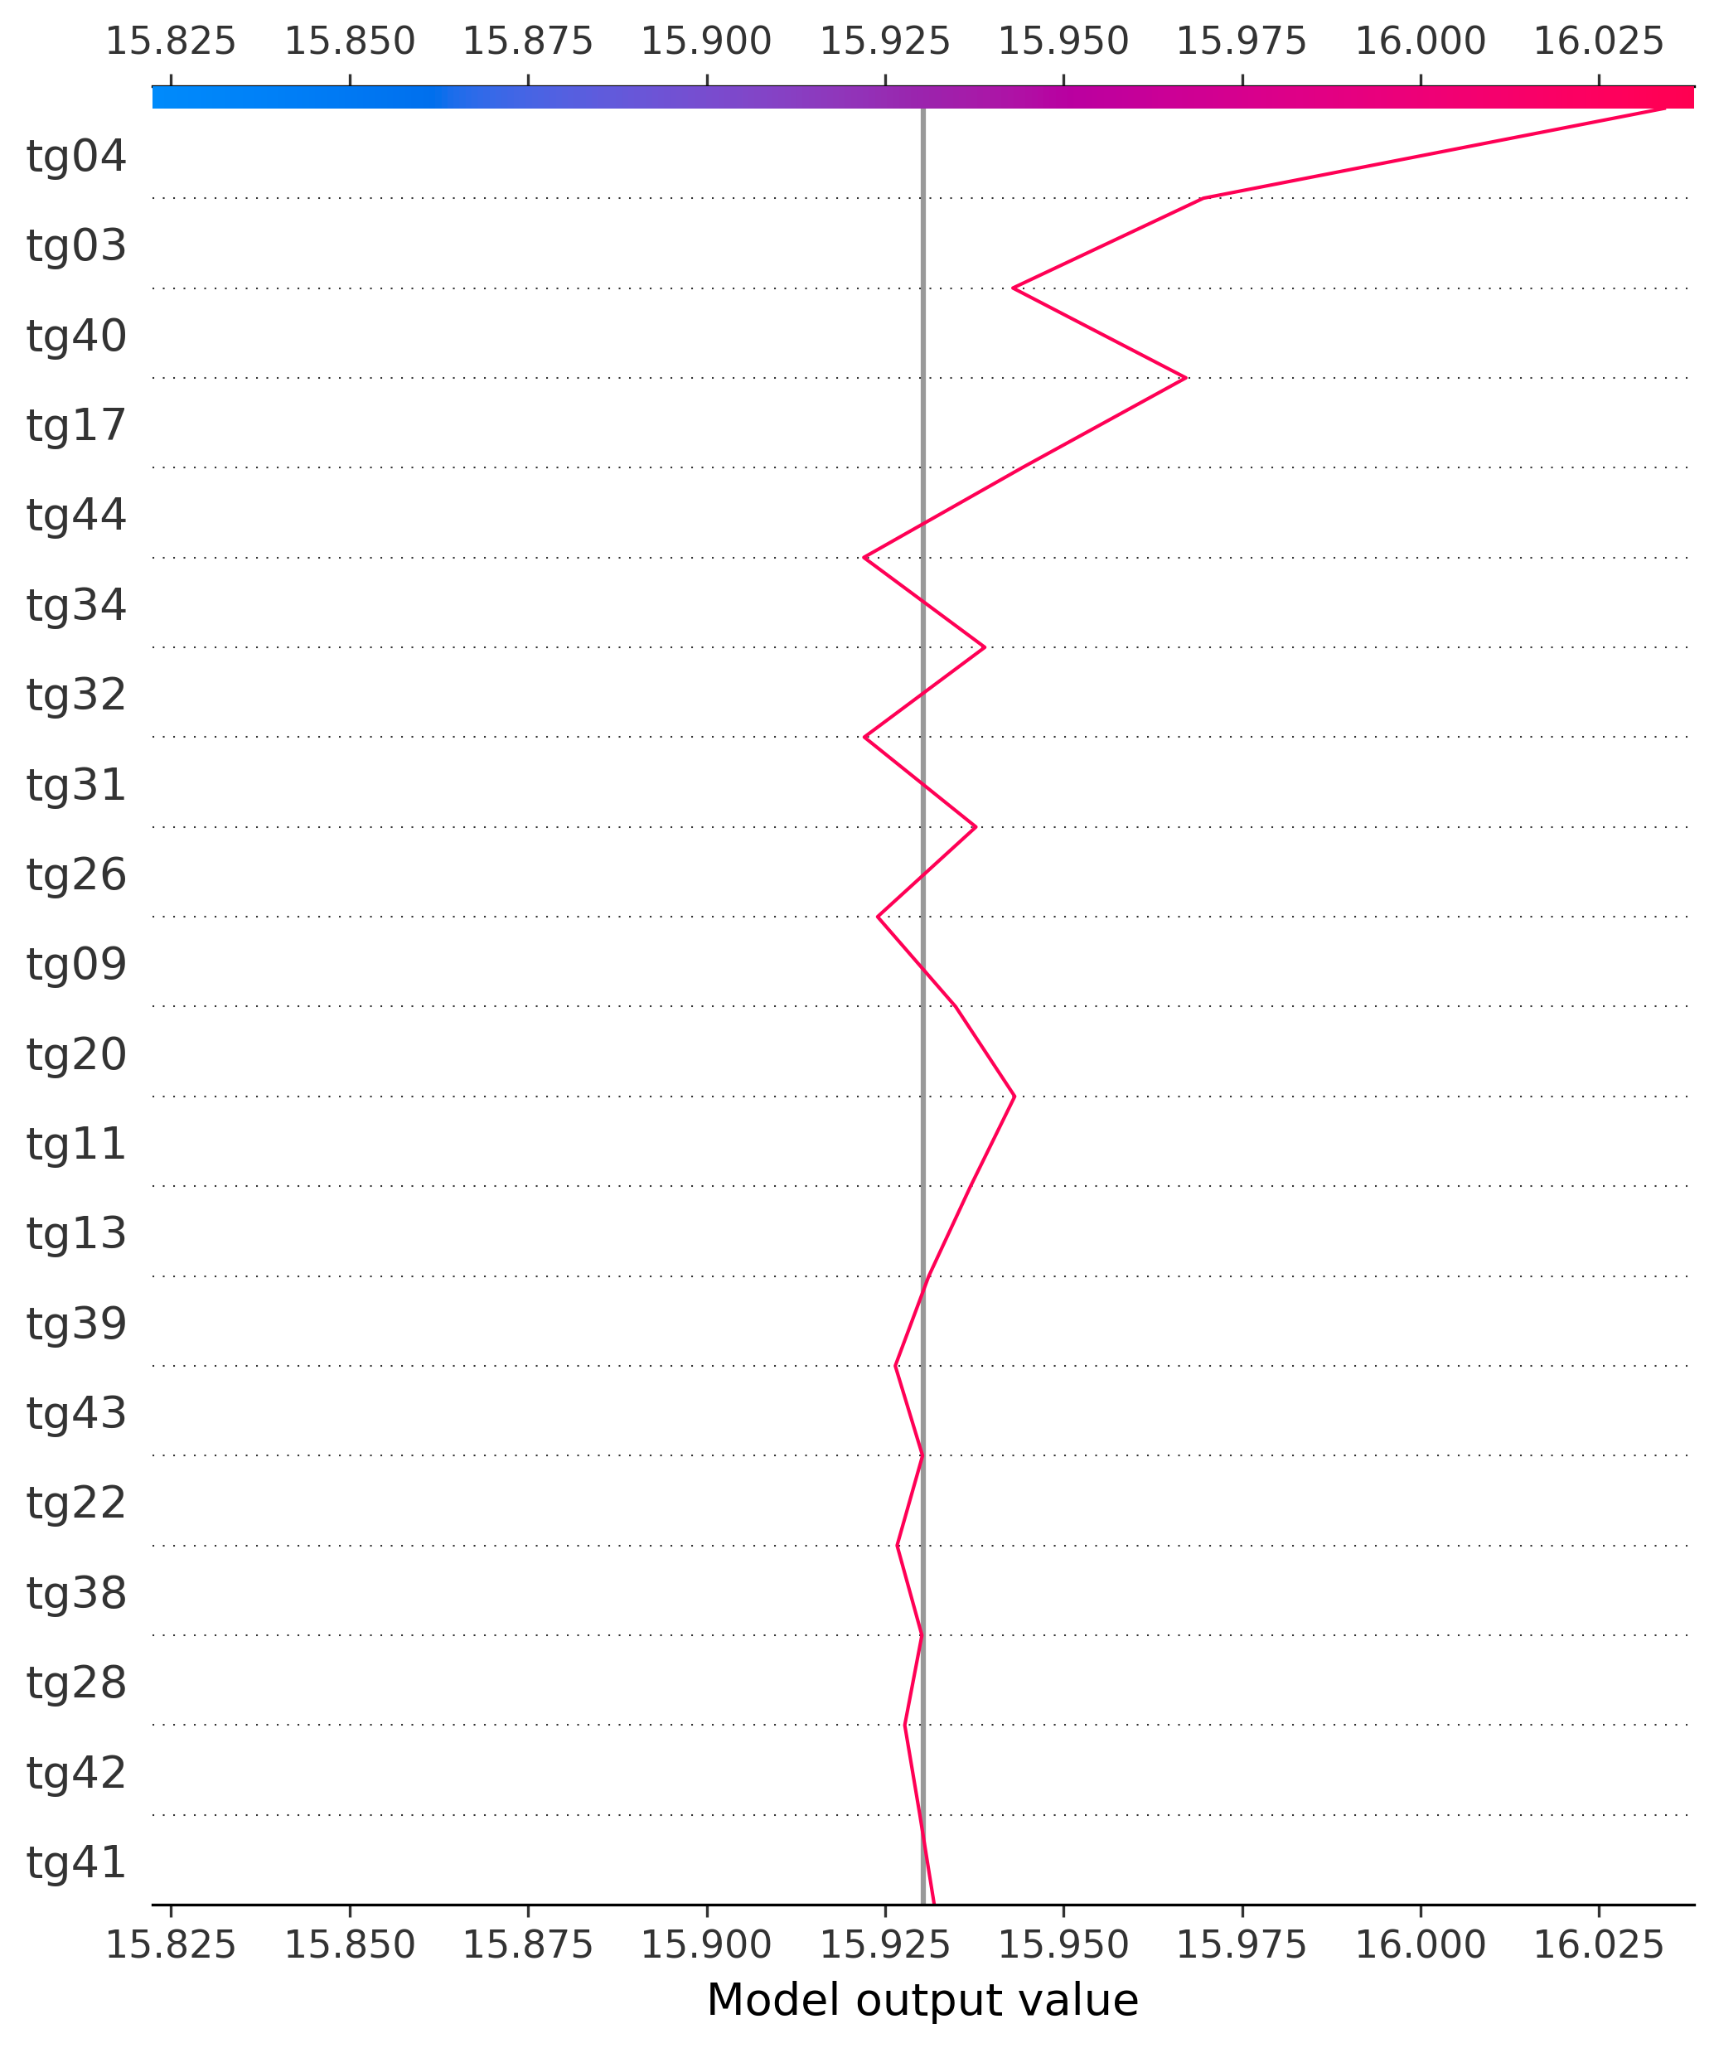 15.825 15.850 15.875 15.900 15.925 15.950 15.975 16.000 16.025
tg04
tg03
tg40
tg17
tg44
tg34
tg32
tg31
tg26
tg09
tg20
tg11
tg13
tg39
tg43
tg22
tg38
tg28
tg42
tg41
15.825 15.850 15.875 15.900 15.925 15.950 15.975 16.000 16.025
Model output value